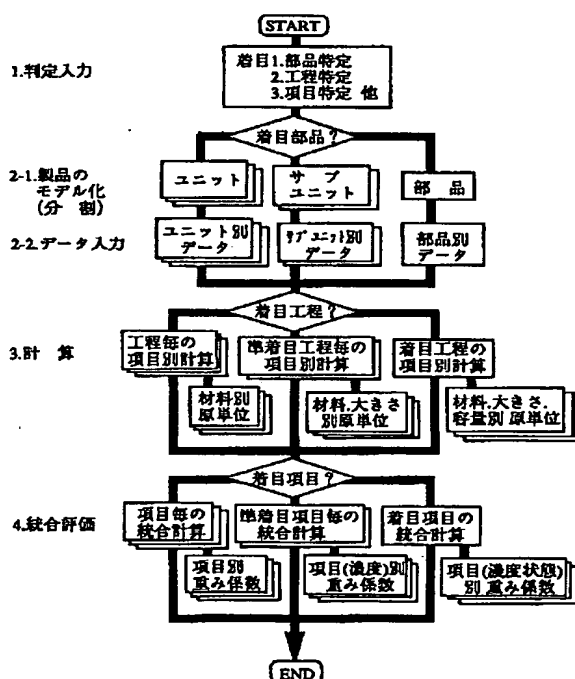 START
1.判定入力
着目1.部品特定
2.工程特定
3.項目特定 他
着目部品?
2-1.製品の
モデル化
(分 割)
ユニット
サ ブ
ユニット
部 品
2-2.データ入力
ユニット別
データ
サブユニット別
データ
部品別
データ
着目工程?
3.計 算
工程毎の
項目別計算
準着目工程毎の
項目別計算
着目工程の
項目別計算
材料別
原単位
材料,大きさ
別原単位
材料,大きさ,
容量別 原単位
着目項目?
4.統合評価
項目毎の
統合計算
準着目項目毎の
統合計算
着目項目の
統合計算
項目別
重み係数
項目(濃度)別
重み係数
項目(濃度状態)
別 重み係数
END